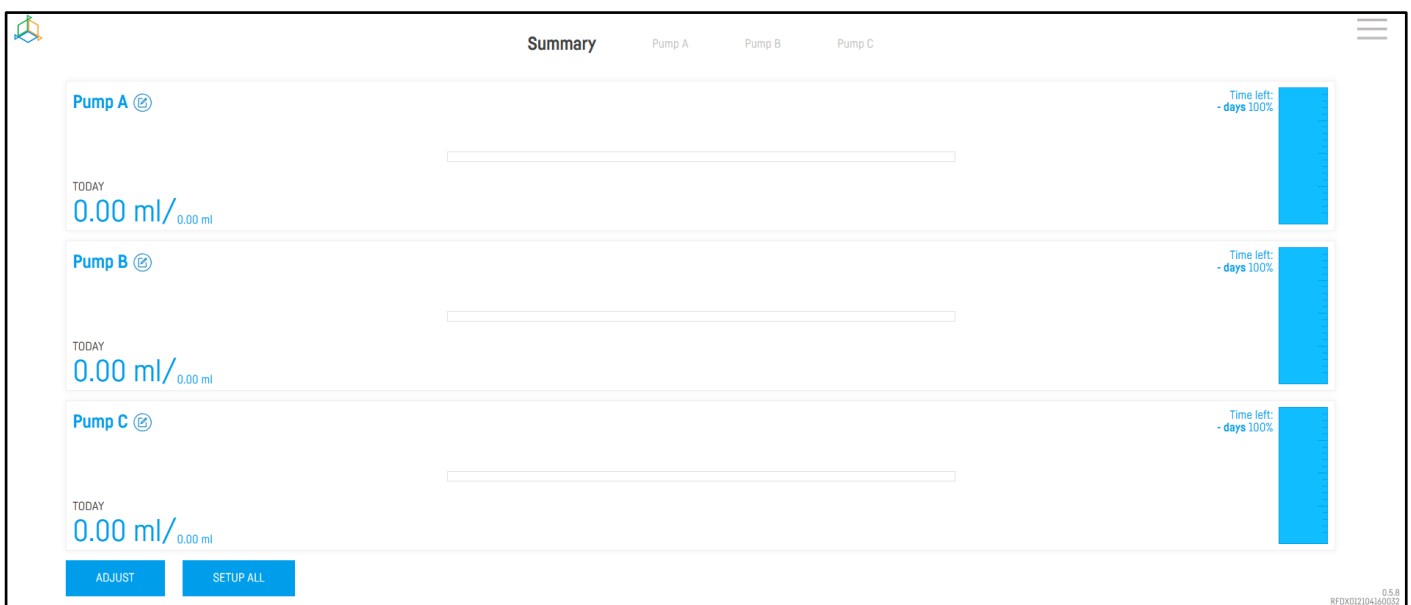 Summary Pump A Pump B Pump C
Pump A
Time left:
- days 100%
TODAY
0.00 ml/0.00 ml
Pump B
Time left:
- days 100%
TODAY
0.00 ml/0.00 ml
Pump C
Time left:
- days 100%
TODAY
0.00 ml/0.00 ml
ADJUST SETUP ALL
0.5.8
RFDX012104160032